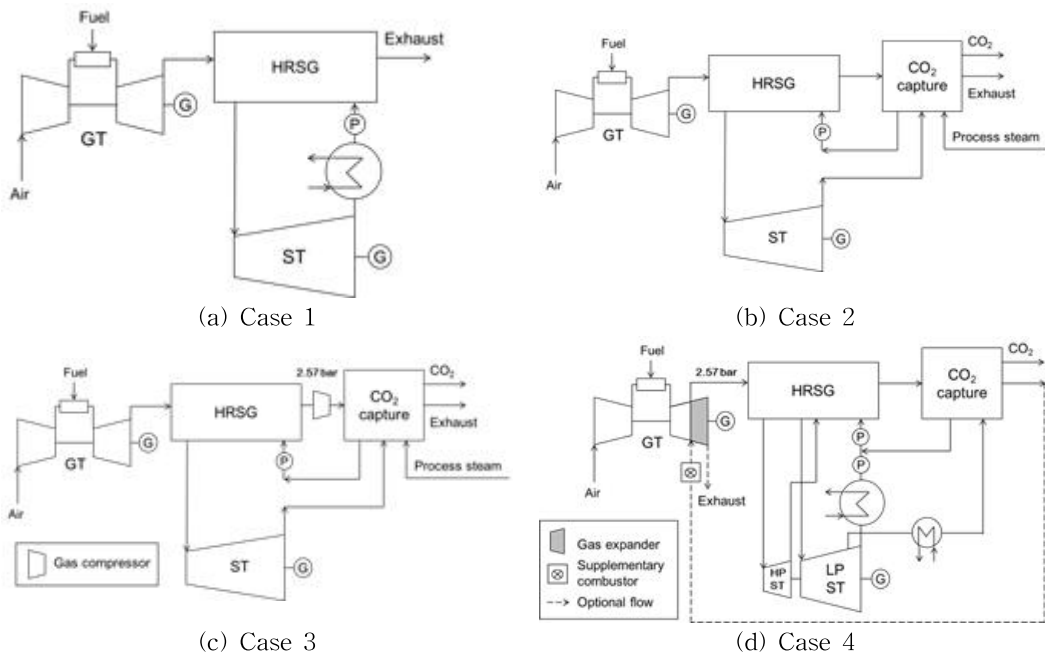 Fuel
Exhaust
HRSG
G
GT
P
Air
ST
G
(a) Case 1
Fuel
CO2
HRSG
CO2
capture
Exhaust
G
GT
P
Process steam
Air
ST
G
(b) Case 2
2.57 bar
Fuel
CO2
HRSG
CO2
capture
Exhaust
G
GT
P
Process steam
Air
ST
G
Gas compressor
(c) Case 3
Fuel
2.57 bar
CO2
HRSG
CO2
capture
G
GT
P
P
Air
Exhaust
Gas expander
Supplementary
combustor
Optional flow
HP
ST
LP
ST
G
M
(d) Case 4